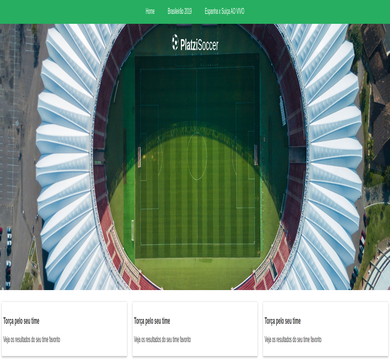 Home Brasileirão 2019 Espanha x Suíça AO VIVO
PlatziSoccer
Torça pelo seu time Torça pelo seu time Torça pelo seu time
Veja os resultados do seu time favorito Veja os resultados do seu time favorito Veja os resultados do seu time favorito